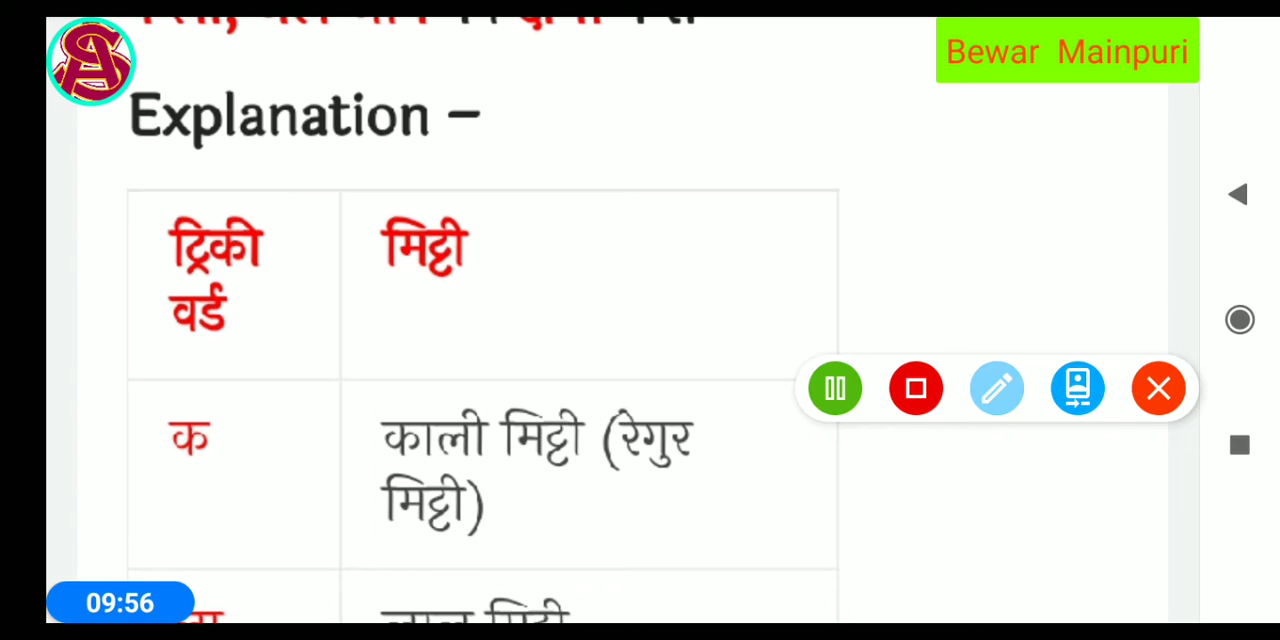 Bewar Mainpuri
Explanation –
ट्रिकी
वर्ड
मिट्टी
क
काली मिट्टी (रेगुर
मिट्टी)
09:56